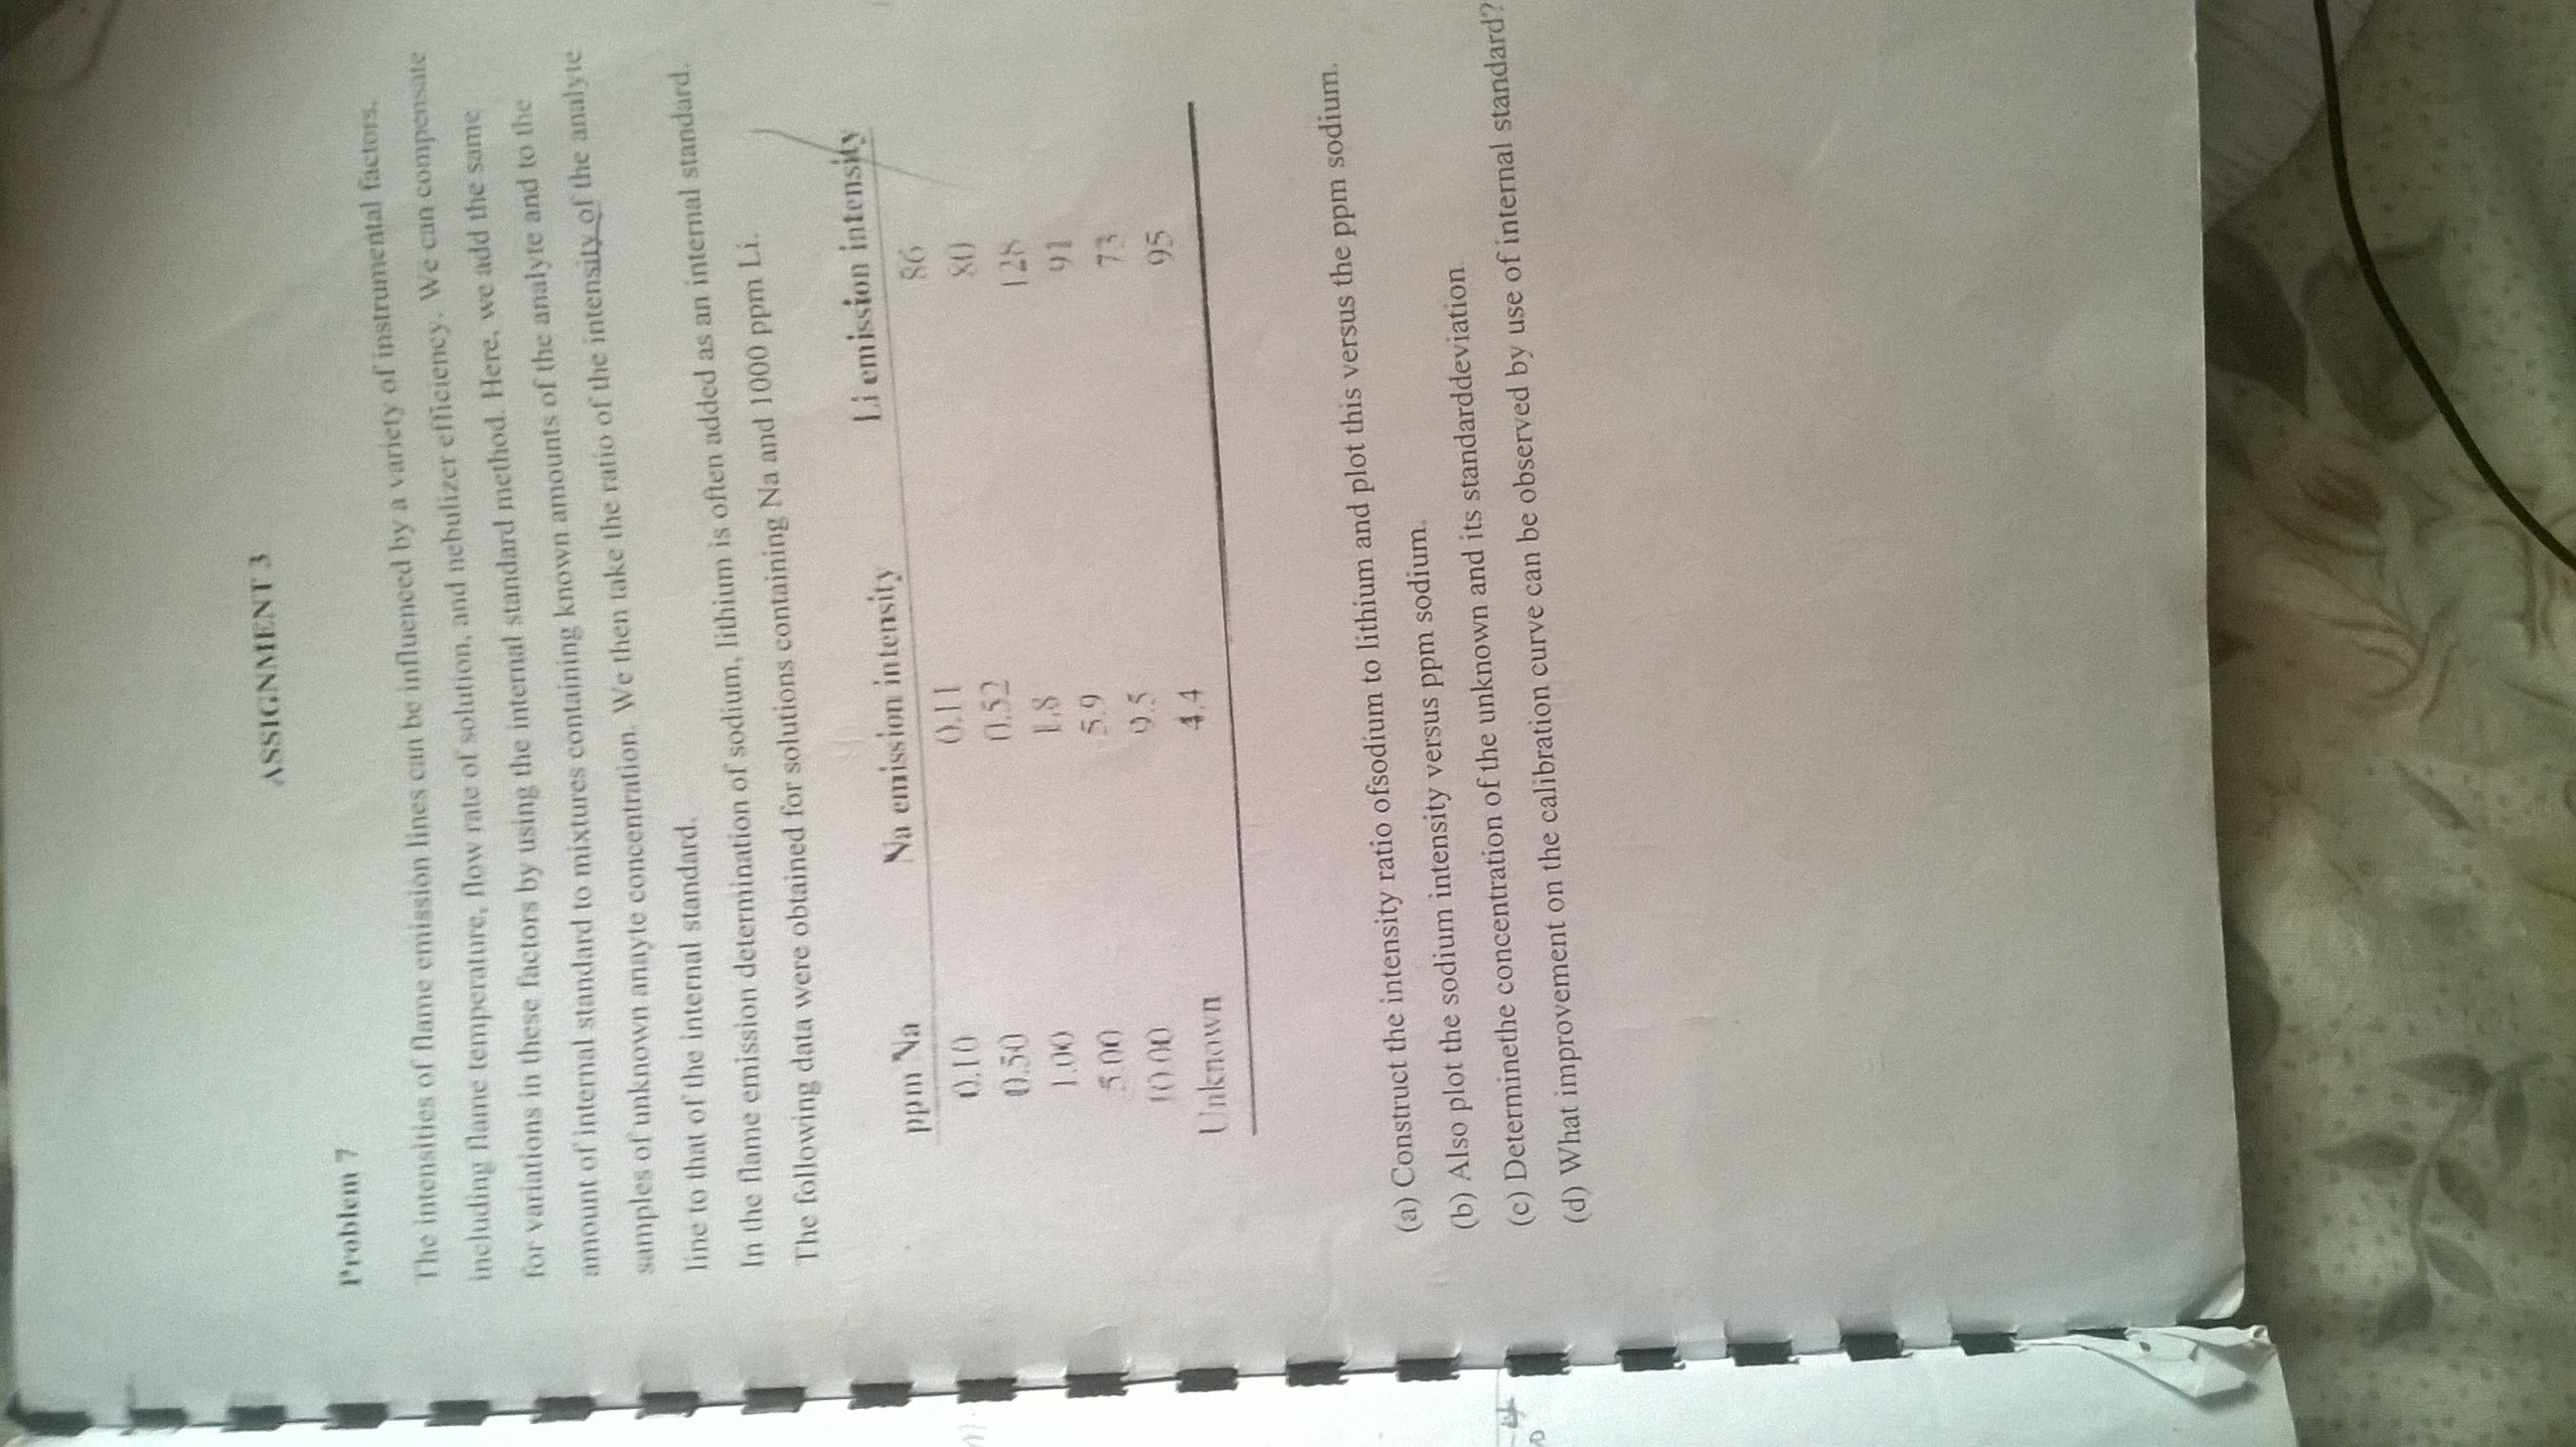 ASSIGNMENT 3
Problem 7
The intensities of flame emission lines can be influenced by a variety of instrumental factors,
including flame temperature, flow rate of solution, and nebulizer efficiency. We can compensate
for variations in these factors by using the internal standard method. Here, we add the same
amount of internal standard to mixtures containing known amounts of the analyte and to the
samples of unknown anayte concentration. We then take the ratio of the intensity of the analyte
line to that of the internal standard.
In the flame emission determination of sodium, lithium is often added as an internal standard.
The following data were obtained for solutions containing Na and 1000 ppm Li.
ppm Na Na emission intensity Li emission intensity
0.10 0.11 86
0.50 0.52 80
1.00 1.8 128
5.00 5.9 91
10.00 9.5 73
Unknown 4.4 95
(a) Construct the intensity ratio ofsodium to lithium and plot this versus the ppm sodium.
(b) Also plot the sodium intensity versus ppm sodium.
(c) Determinethe concentration of the unknown and its standarddeviation
(d) What improvement on the calibration curve can be observed by use of internal standard?